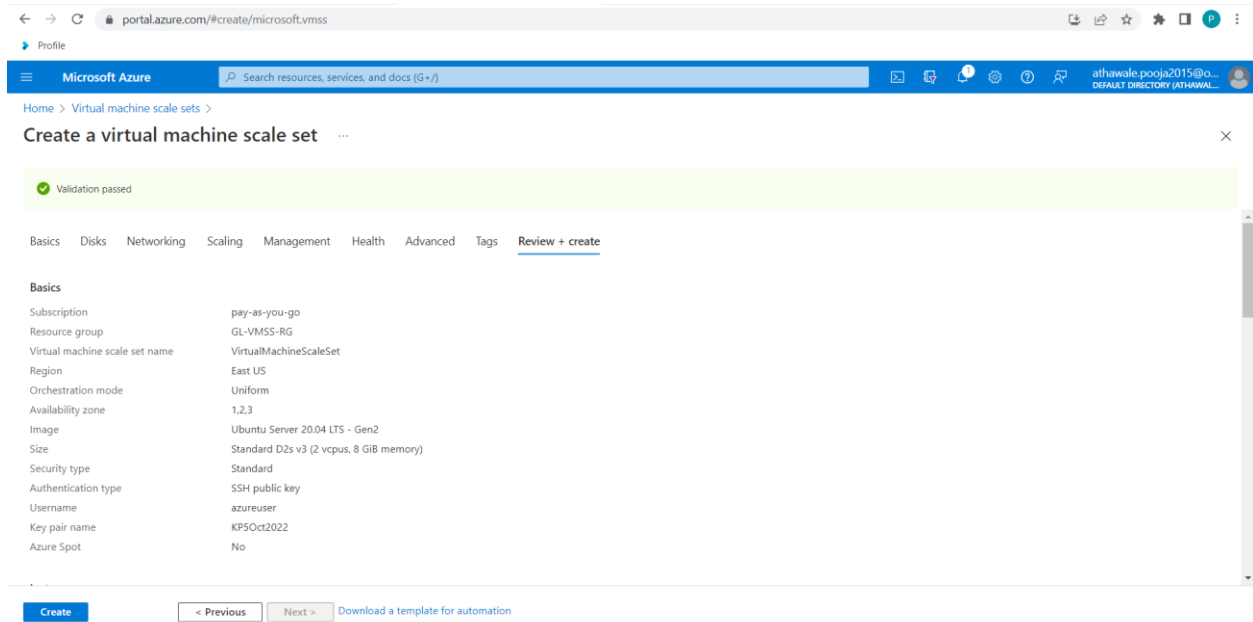 portal.azure.com/#create/microsoft.vmss
P
Profile
Microsoft Azure Search resources, services, and docs (G+/) 1 athawale.pooja2015@o...
DEFAULT DIRECTORY (ATHAWAL...
Home > Virtual machine scale sets >
Create a virtual machine scale set ...
Validation passed
Basics Disks Networking Scaling Management Health Advanced Tags Review + create
Basics
Subscription pay-as-you-go
Resource group GL-VMSS-RG
Virtual machine scale set name VirtualMachineScaleSet
Region East US
Orchestration mode Uniform
Availability zone 1,2,3
Image Ubuntu Server 20.04 LTS - Gen2
Size Standard D2s v3 (2 vcpus, 8 GiB memory)
Security type Standard
Authentication type SSH public key
Username azureuser
Key pair name KP5Oct2022
Azure Spot No
Create < Previous Next > Download a template for automation